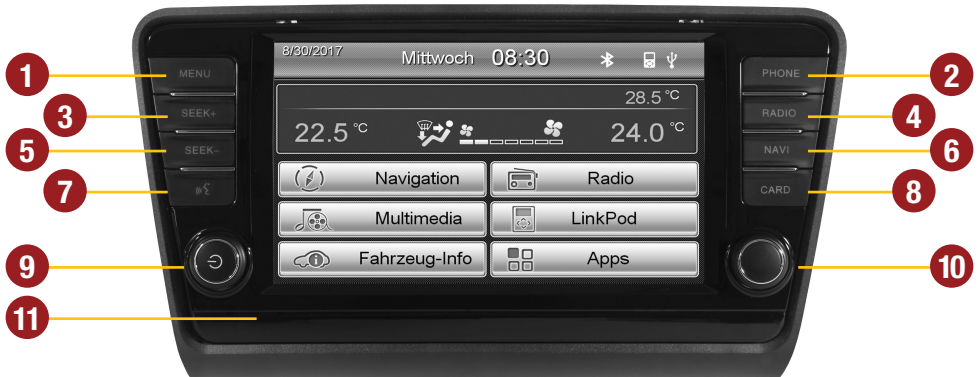 8/30/2017 Mittwoch 08:30
28.5 °C
22.5 °C 24.0 °C
Navigation Radio
Multimedia LinkPod
Fahrzeug-Info Apps
1 MENU
PHONE 2
3 SEEK+
RADIO 4
5 SEEK–
NAVI 6
7
CARD 8
9
10
11